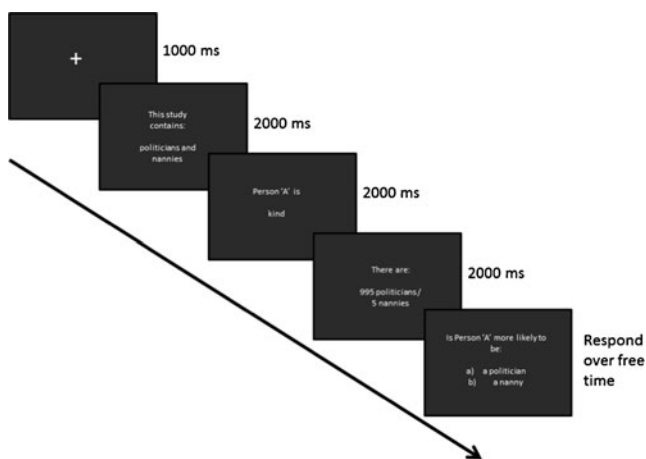 +
1000 ms
This study
contains:
politicians and
nannies
2000 ms
Person 'A' is
kind
2000 ms
There are:
995 politicians/
5 nannies
2000 ms
Is Person 'A' more likely to
be:
a) a politician
b) a nanny
Respond
over free
time